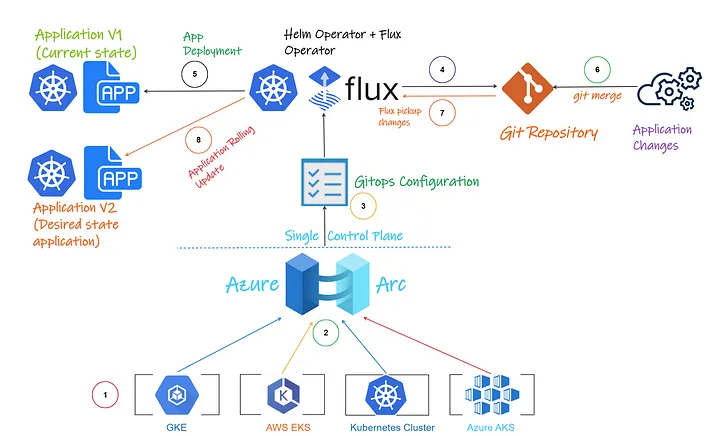 Application V1
(Current state)
App
Deployment
5
Helm Operator + Flux
Operator
4
6
APP
flux
git merge
Flux pickup
changes
7
Git Repository
Application
Changes
8
Application Rolling
Update
APP
Application V2
(Desired state
application)
Gitops Configuration
3
Single Control Plane
Azure
Arc
2
1
K
GKE
AWS EKS
Kubernetes Cluster
Azure AKS